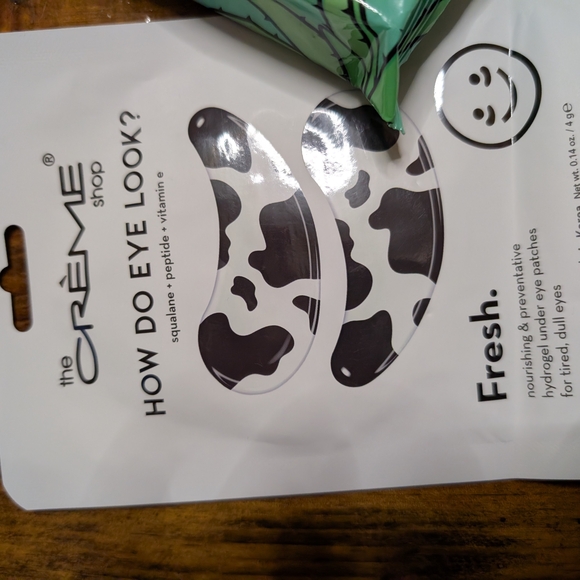 the
CRÈME®
shop
HOW DO EYE LOOK?
squalane + peptide + vitamin e
Fresh.
nourishing & preventative
hydrogel under eye patches
for tired, dull eyes
Korea. Net wt. 0.14 oz. / 4 g e